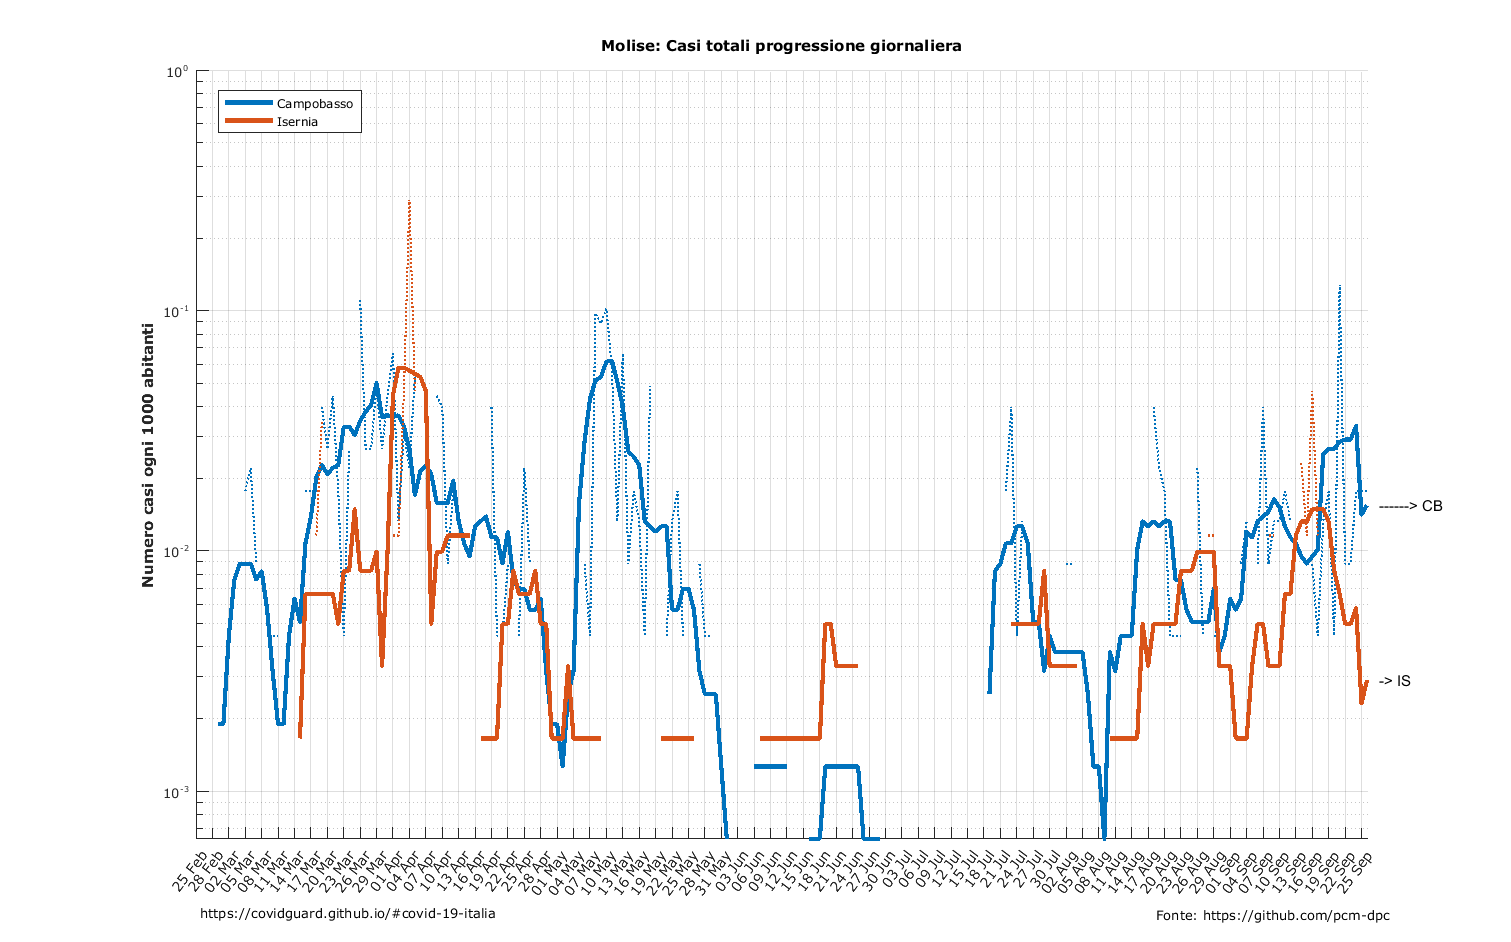 Molise: Casi totali progressione giornaliera
10⁰
10⁻¹
10⁻²
10⁻³
Numero casi ogni 1000 abitanti
Campobasso
Isernia
------> CB
-> IS
25 Feb
28 Feb
02 Mar
05 Mar
08 Mar
11 Mar
14 Mar
17 Mar
20 Mar
23 Mar
26 Mar
29 Mar
01 Apr
04 Apr
07 Apr
10 Apr
13 Apr
16 Apr
19 Apr
22 Apr
25 Apr
28 Apr
01 May
04 May
07 May
10 May
13 May
16 May
19 May
22 May
25 May
28 May
31 May
03 Jun
06 Jun
09 Jun
12 Jun
15 Jun
18 Jun
21 Jun
24 Jun
27 Jun
30 Jun
03 Jul
06 Jul
09 Jul
12 Jul
15 Jul
18 Jul
21 Jul
24 Jul
27 Jul
30 Jul
02 Aug
05 Aug
08 Aug
11 Aug
14 Aug
17 Aug
20 Aug
23 Aug
26 Aug
29 Aug
01 Sep
04 Sep
07 Sep
10 Sep
13 Sep
16 Sep
19 Sep
22 Sep
25 Sep
https://covidguard.github.io/#covid-19-italia
Fonte: https://github.com/pcm-dpc